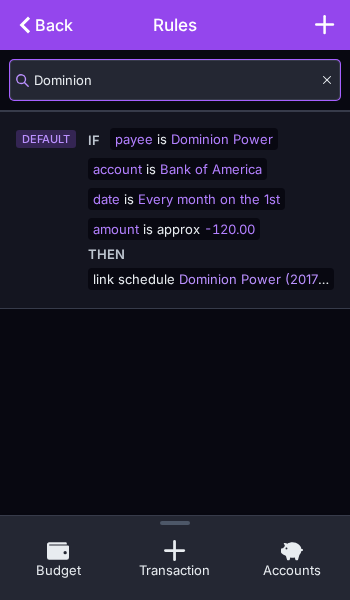 Back Rules
Dominion
DEFAULT IF payee is Dominion Power
account is Bank of America
date is Every month on the 1st
amount is approx -120.00
THEN
link schedule Dominion Power (2017...
Budget Transaction Accounts